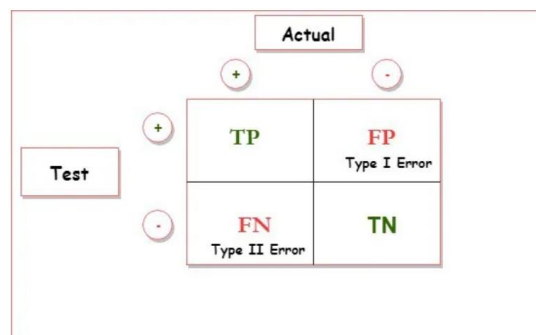 Actual
+ -
+ TP FP
Type I Error
Test
- FN TN
Type II Error